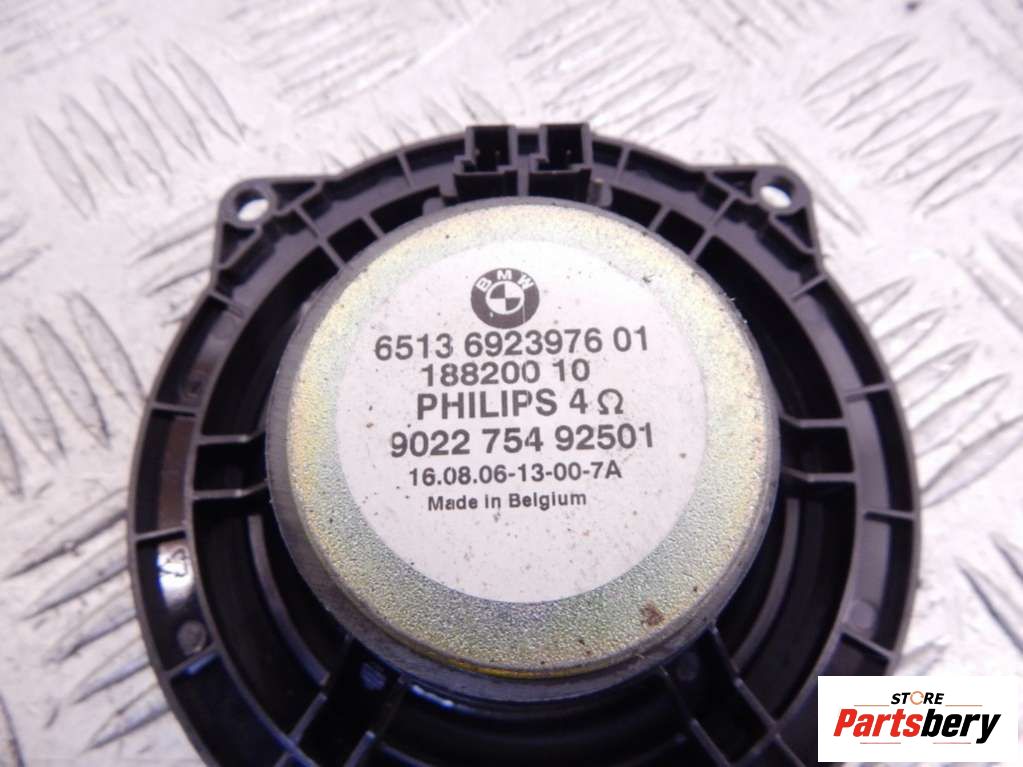 BMW
6513 6923976 01
188200 10
PHILIPS 4 Ω
9022 754 92501
16.08.06-13-00-7A
Made in Belgium
STORE
Partsbery